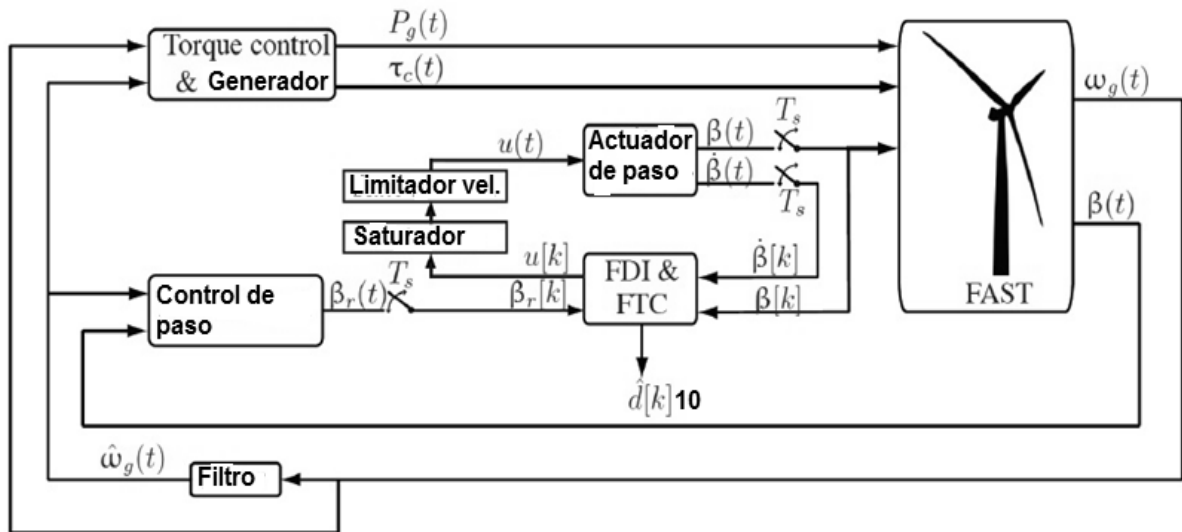 P_g(t)
Torque control
& Generador
τ_c(t)
ω_g(t)
T_s
β(t)
Actuador
de paso
u(t)
β̇(t)
T_s
Limitador vel.
Saturador
β(t)
u[k]
FDI &
FTC
β̇[k]
FAST
Control de
paso
β_r(t)
T_s
β_r[k]
β[k]
d̂[k]10
ω̂_g(t)
Filtro